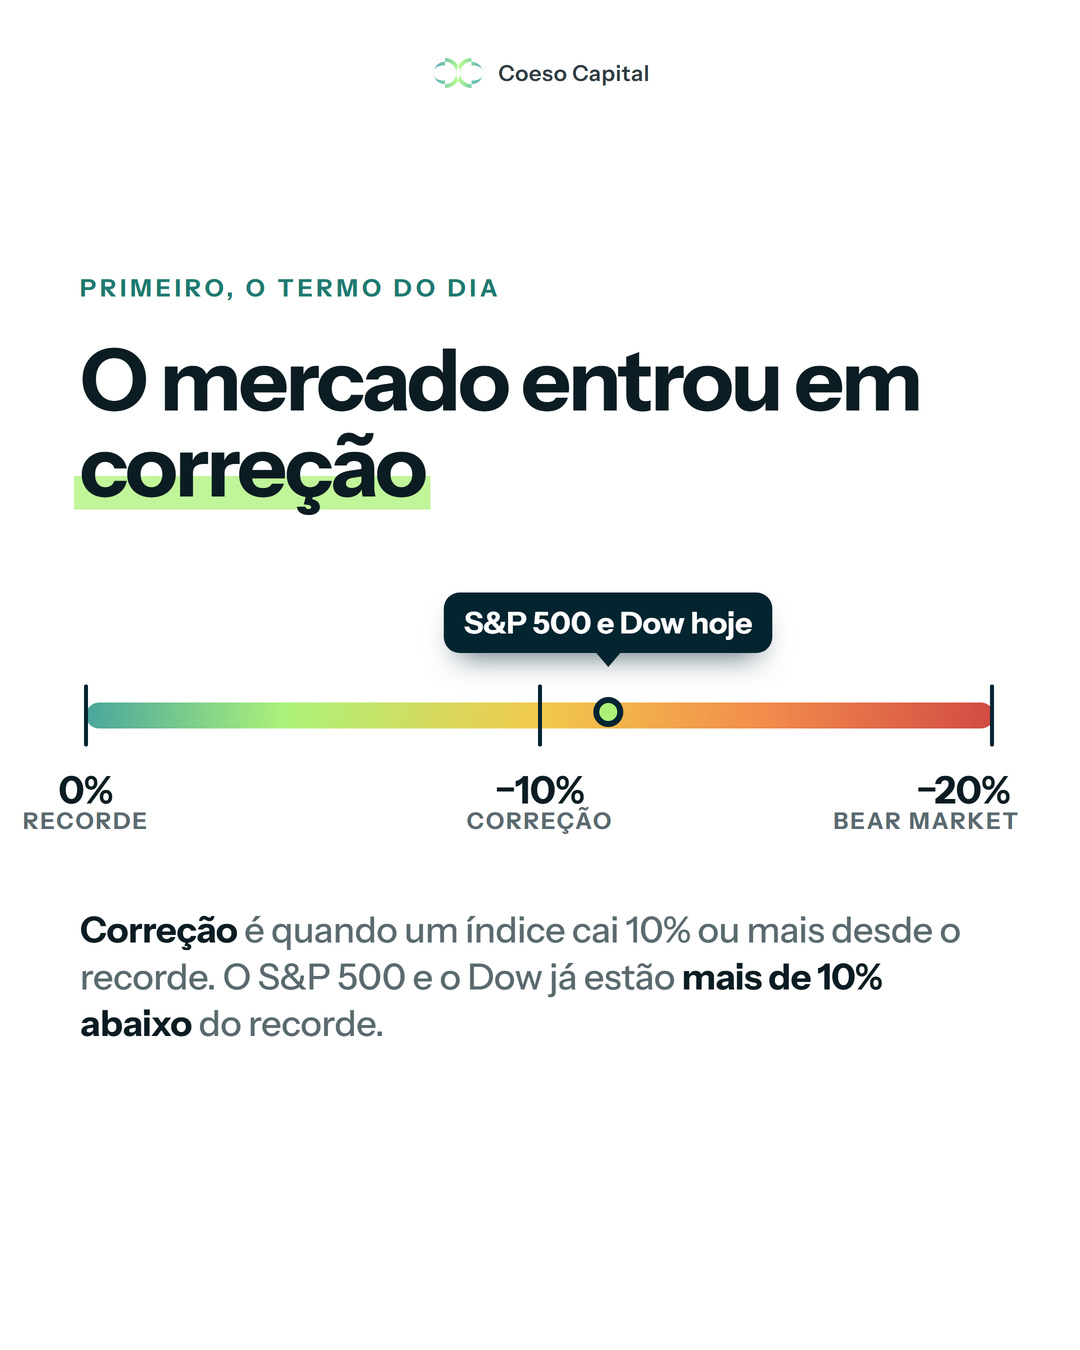 Coeso Capital
PRIMEIRO, O TERMO DO DIA
O mercado entrou em
correção
S&P 500 e Dow hoje
0%
RECORDE
−10%
CORREÇÃO
−20%
BEAR MARKET
Correção é quando um índice cai 10% ou mais desde o
recorde. O S&P 500 e o Dow já estão mais de 10%
abaixo do recorde.